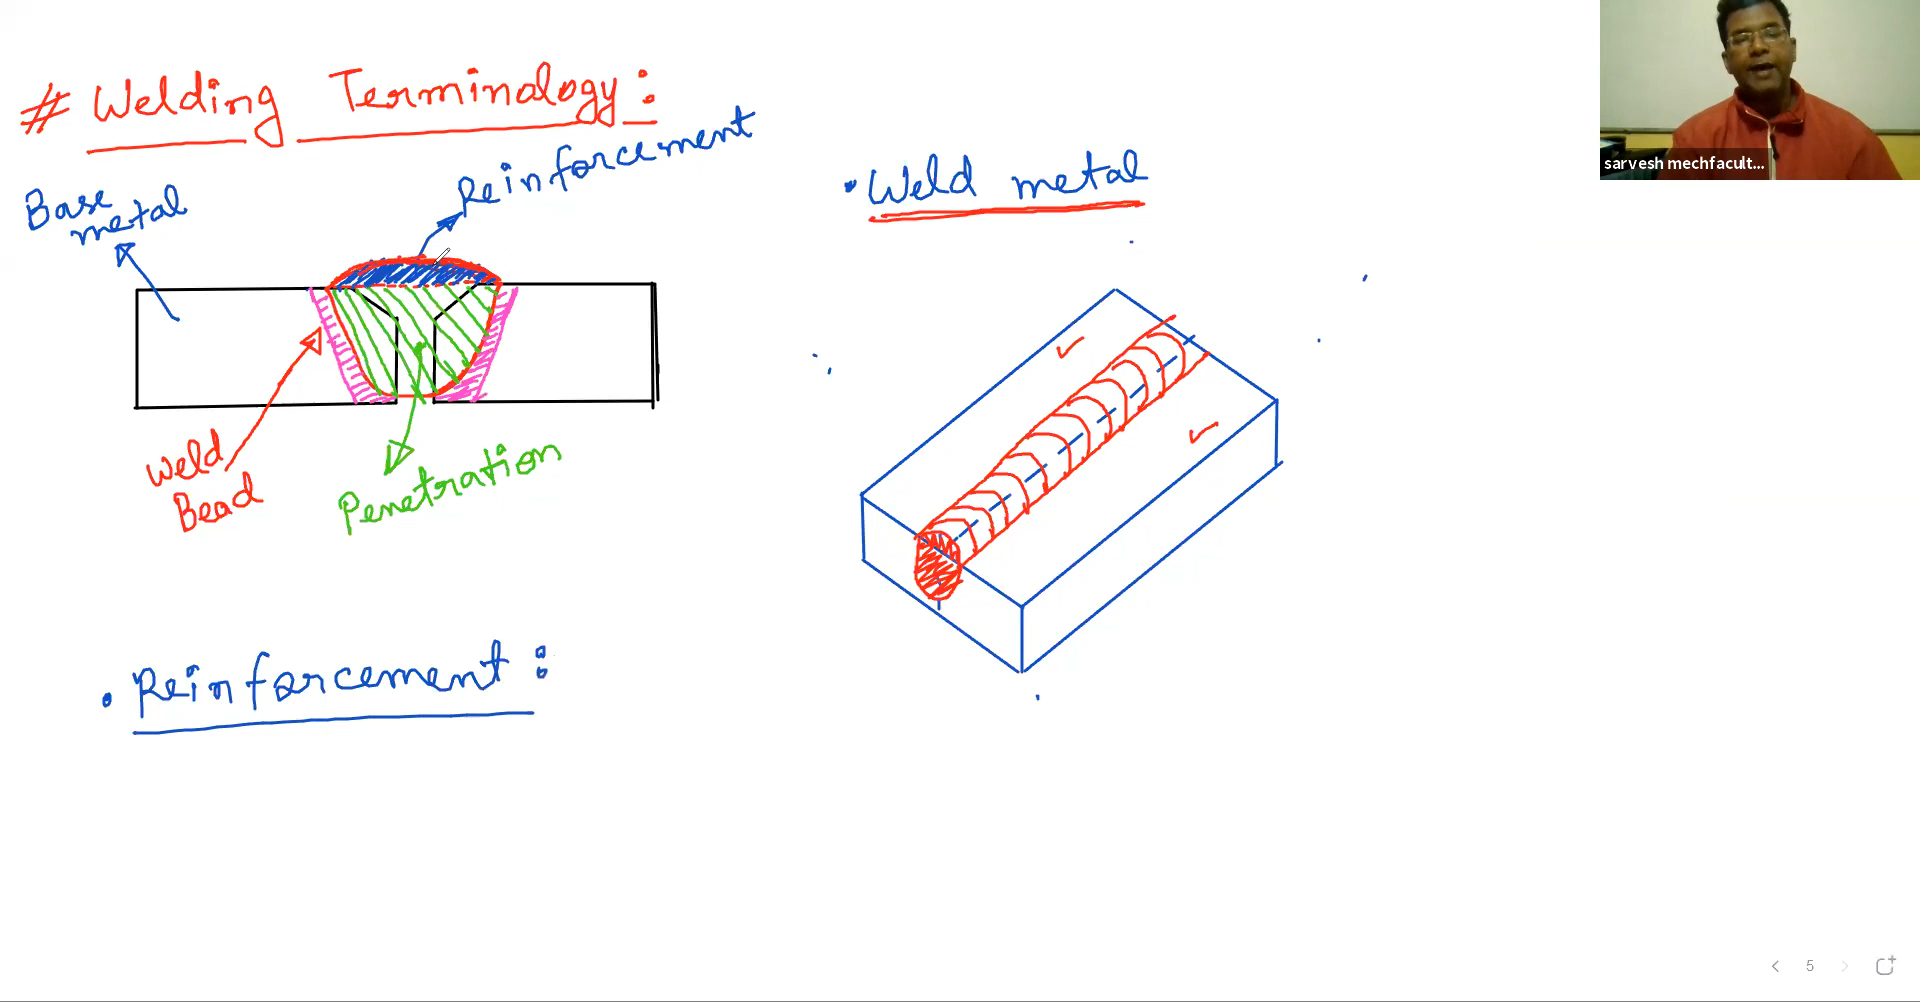 # Welding Terminology:
Reinforcement
Base
metal
Weld
Bead
Penetration
• Reinforcement:
• Weld metal
sarvesh mechfacult...
5